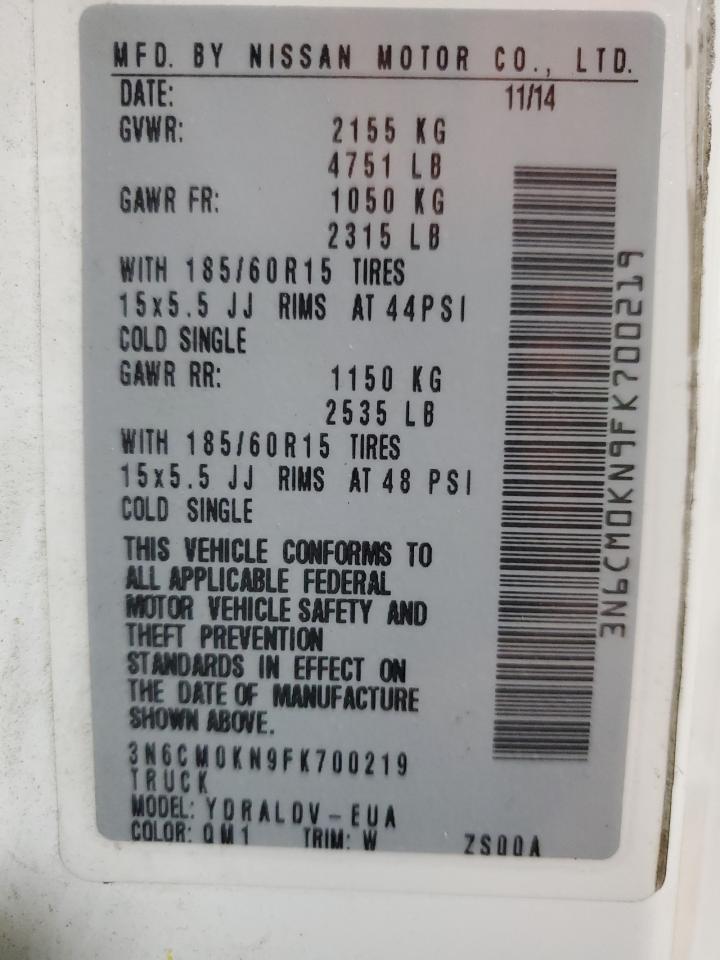 MFD. BY NISSAN MOTOR CO., LTD.
DATE: 11/14
GVWR: 2155 KG
4751 LB
GAWR FR: 1050 KG
2315 LB
WITH 185/60R15 TIRES
15x5.5 JJ RIMS AT 44PSI
COLD SINGLE
GAWR RR: 1150 KG
2535 LB
WITH 185/60R15 TIRES
15x5.5 JJ RIMS AT 48 PSI
COLD SINGLE
THIS VEHICLE CONFORMS TO
ALL APPLICABLE FEDERAL
MOTOR VEHICLE SAFETY AND
THEFT PREVENTION
STANDARDS IN EFFECT ON
THE DATE OF MANUFACTURE
SHOWN ABOVE.
3N6CM0KN9FK700219
TRUCK
MODEL: YDRALDV-EUA
COLOR: QM1 TRIM: W ZS00A
3N6CM0KN9FK700219